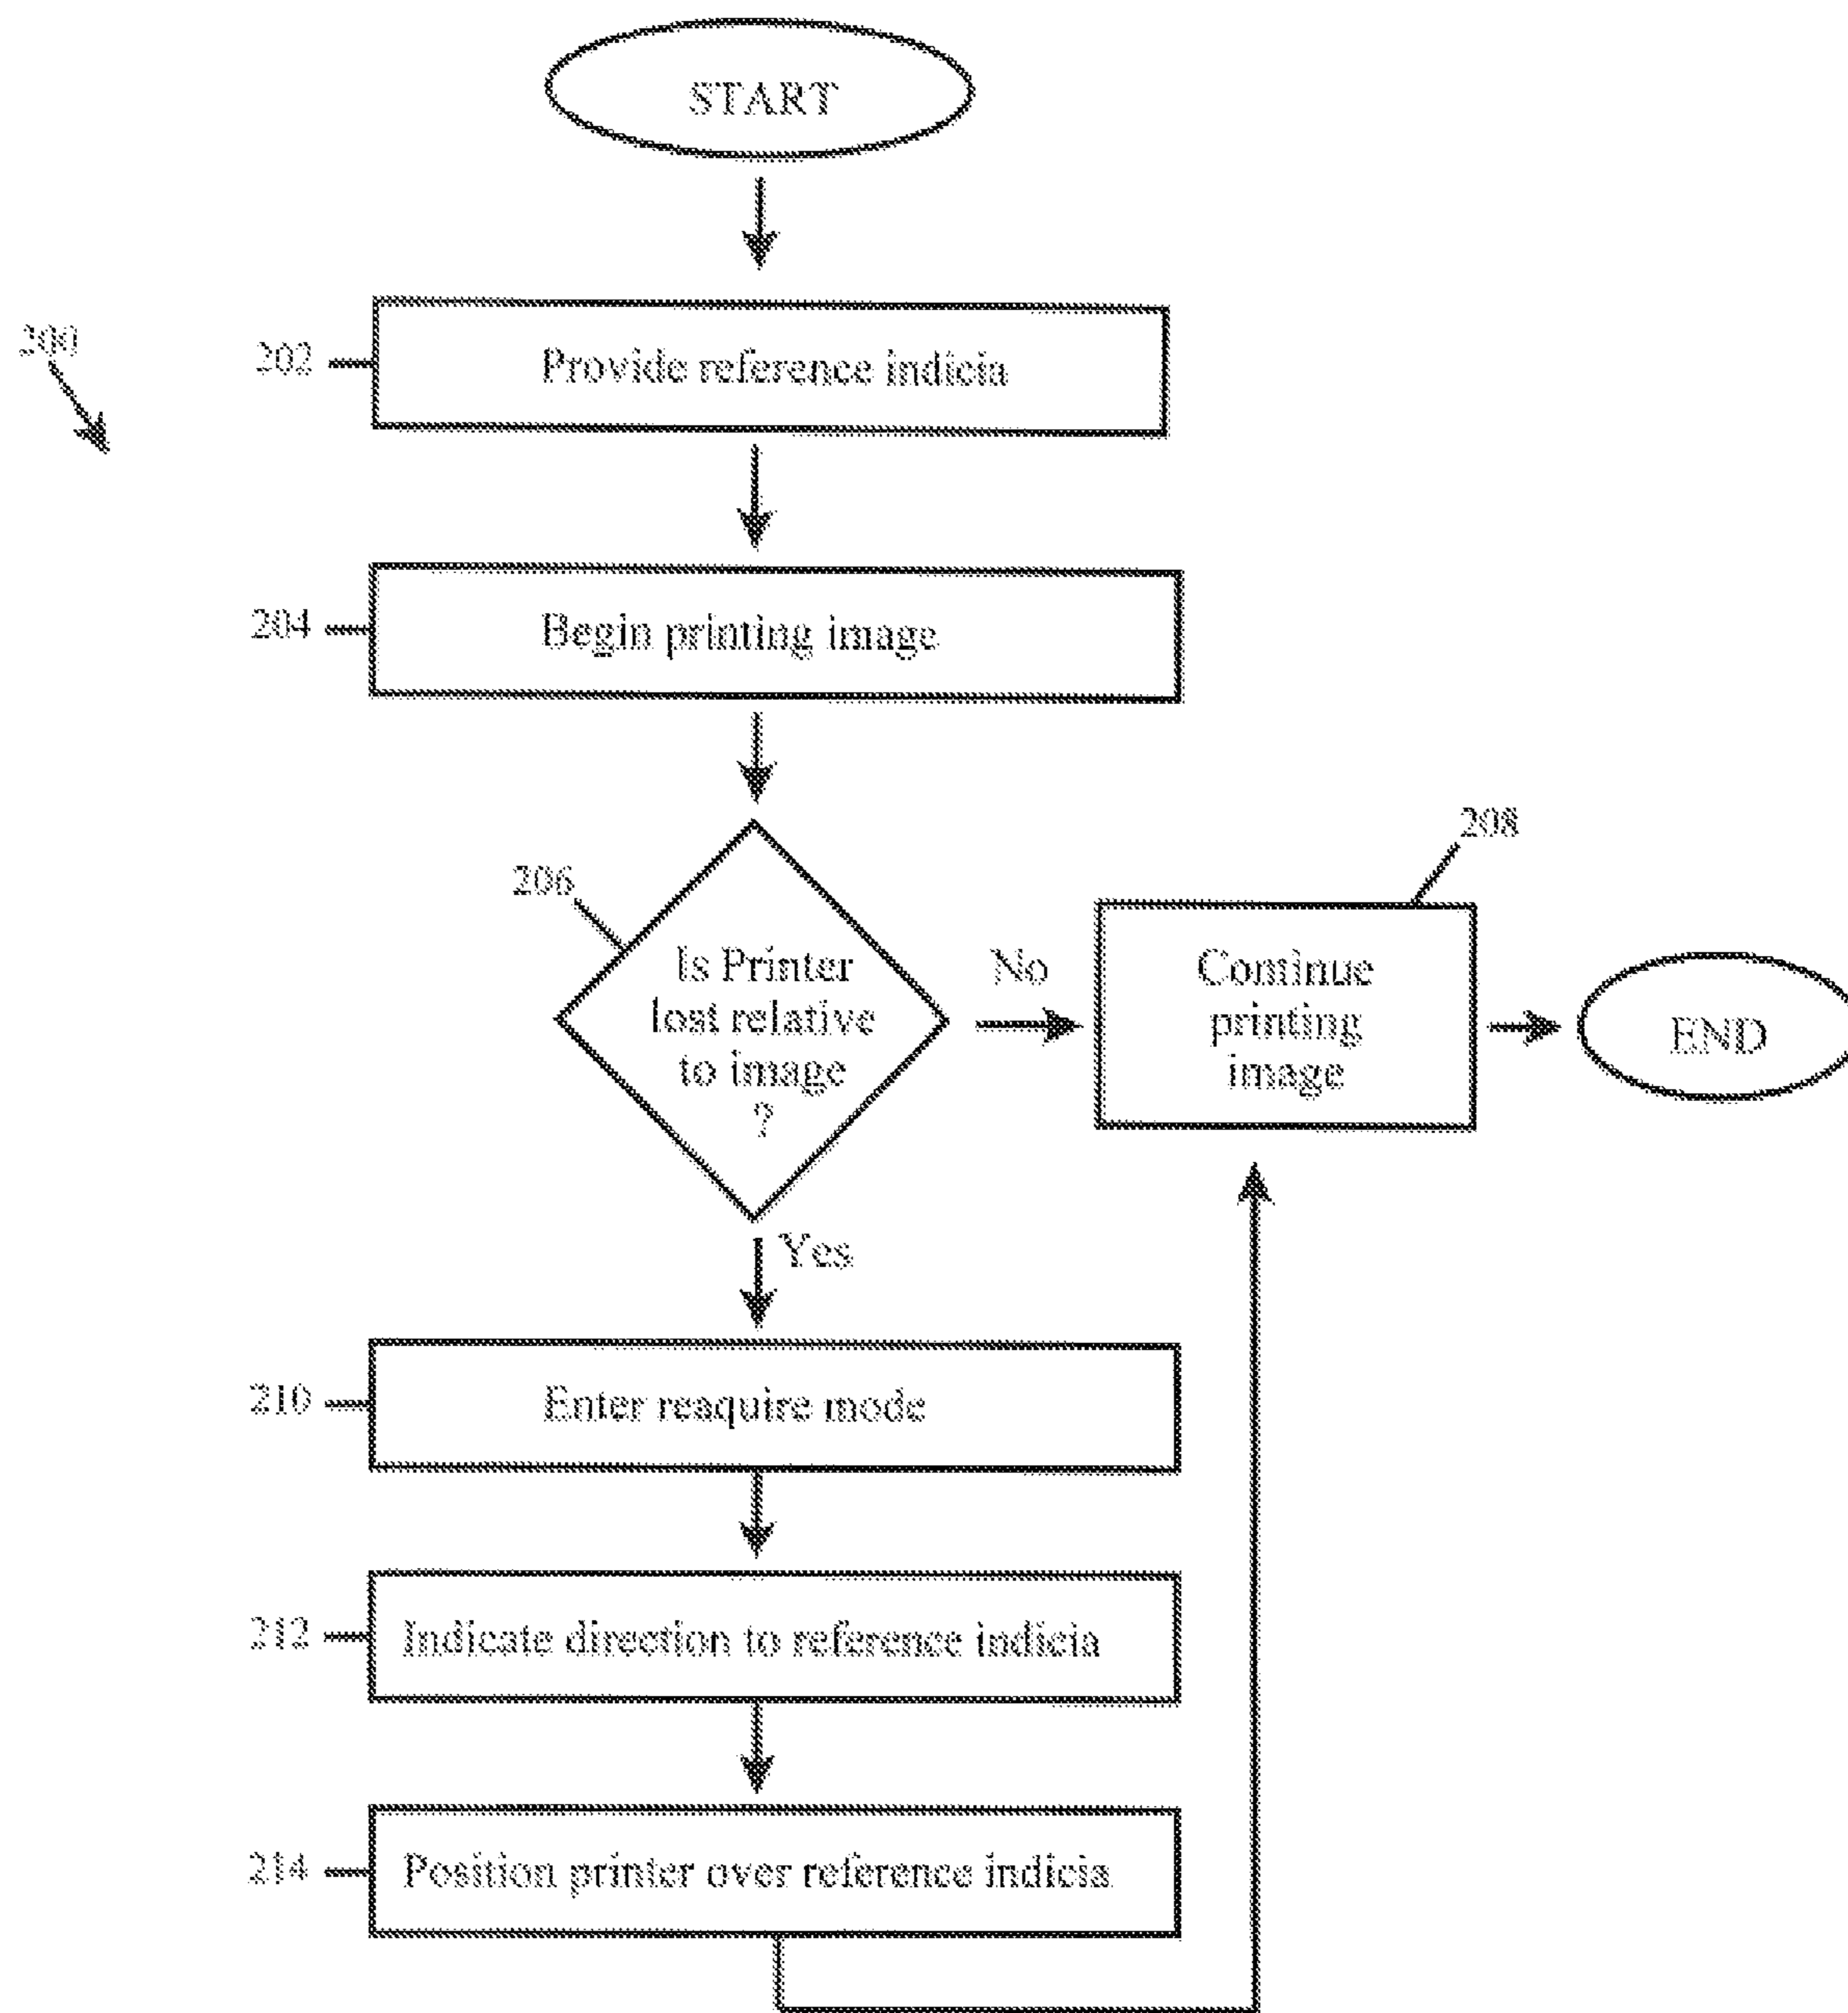 START
200
202
Provide reference indicia
204
Begin printing image
206
Is Printer
lost relative
to image
?
No
208
Continue
printing
image
END
Yes
210
Enter reaquire mode
212
Indicate direction to reference indicia
214
Position printer over reference indicia